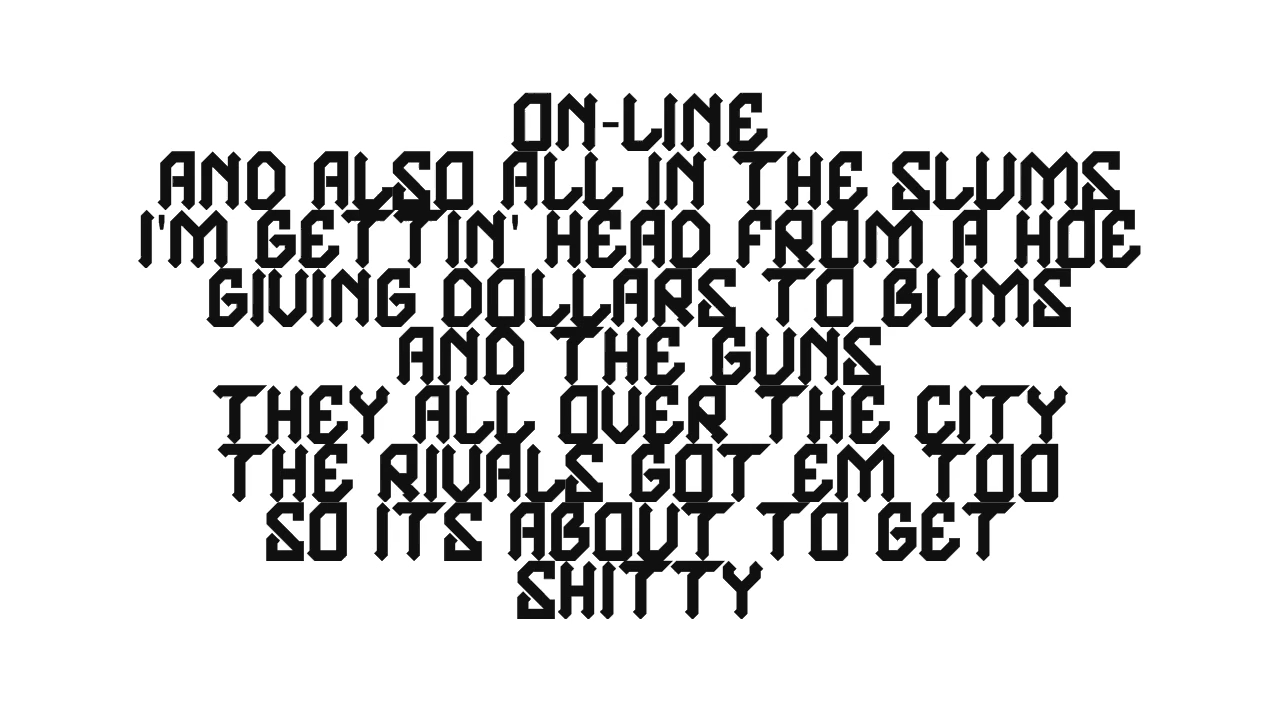 ON-LINE
AND ALSO ALL IN THE SLUMS
I'M GETTIN' HEAD FROM A HOE
GIVING DOLLARS TO BUMS
AND THE GUNS
THEY ALL OVER THE CITY
THE RIVALS GOT EM TOO
SO ITS ABOUT TO GET
SHITTY